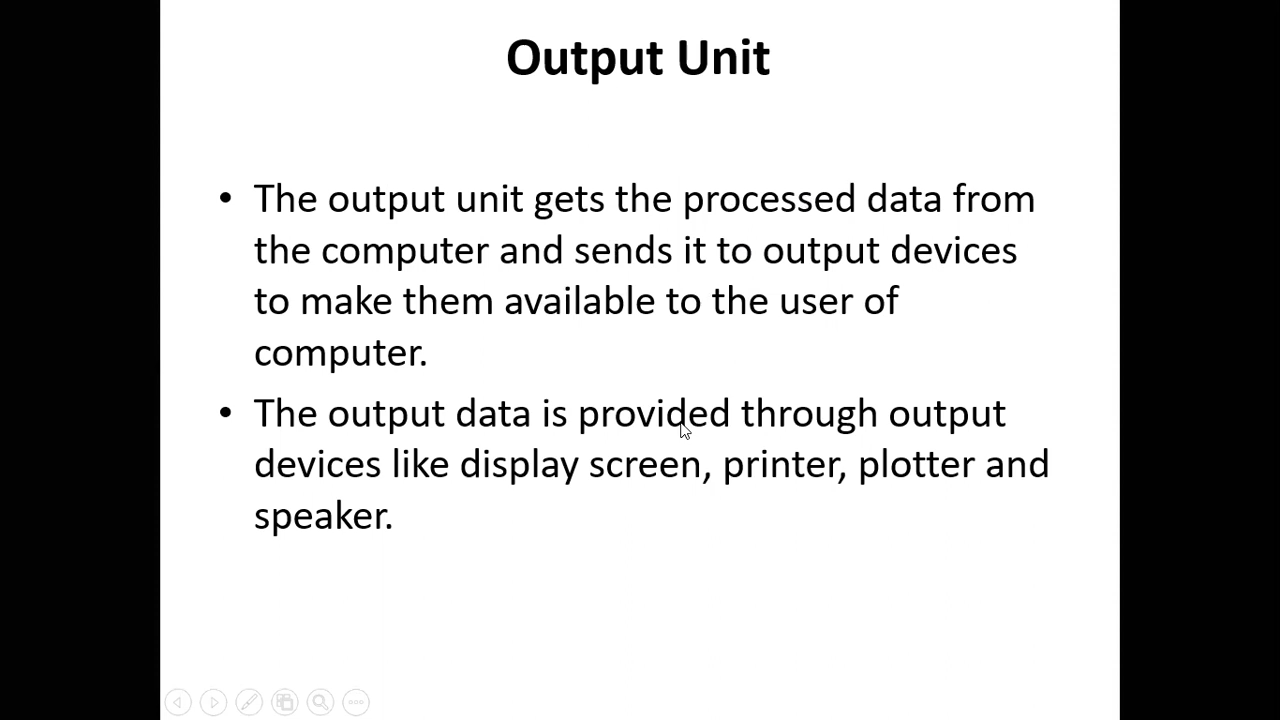 Output Unit
• The output unit gets the processed data from
the computer and sends it to output devices
to make them available to the user of
computer.
• The output data is provided through output
devices like display screen, printer, plotter and
speaker.